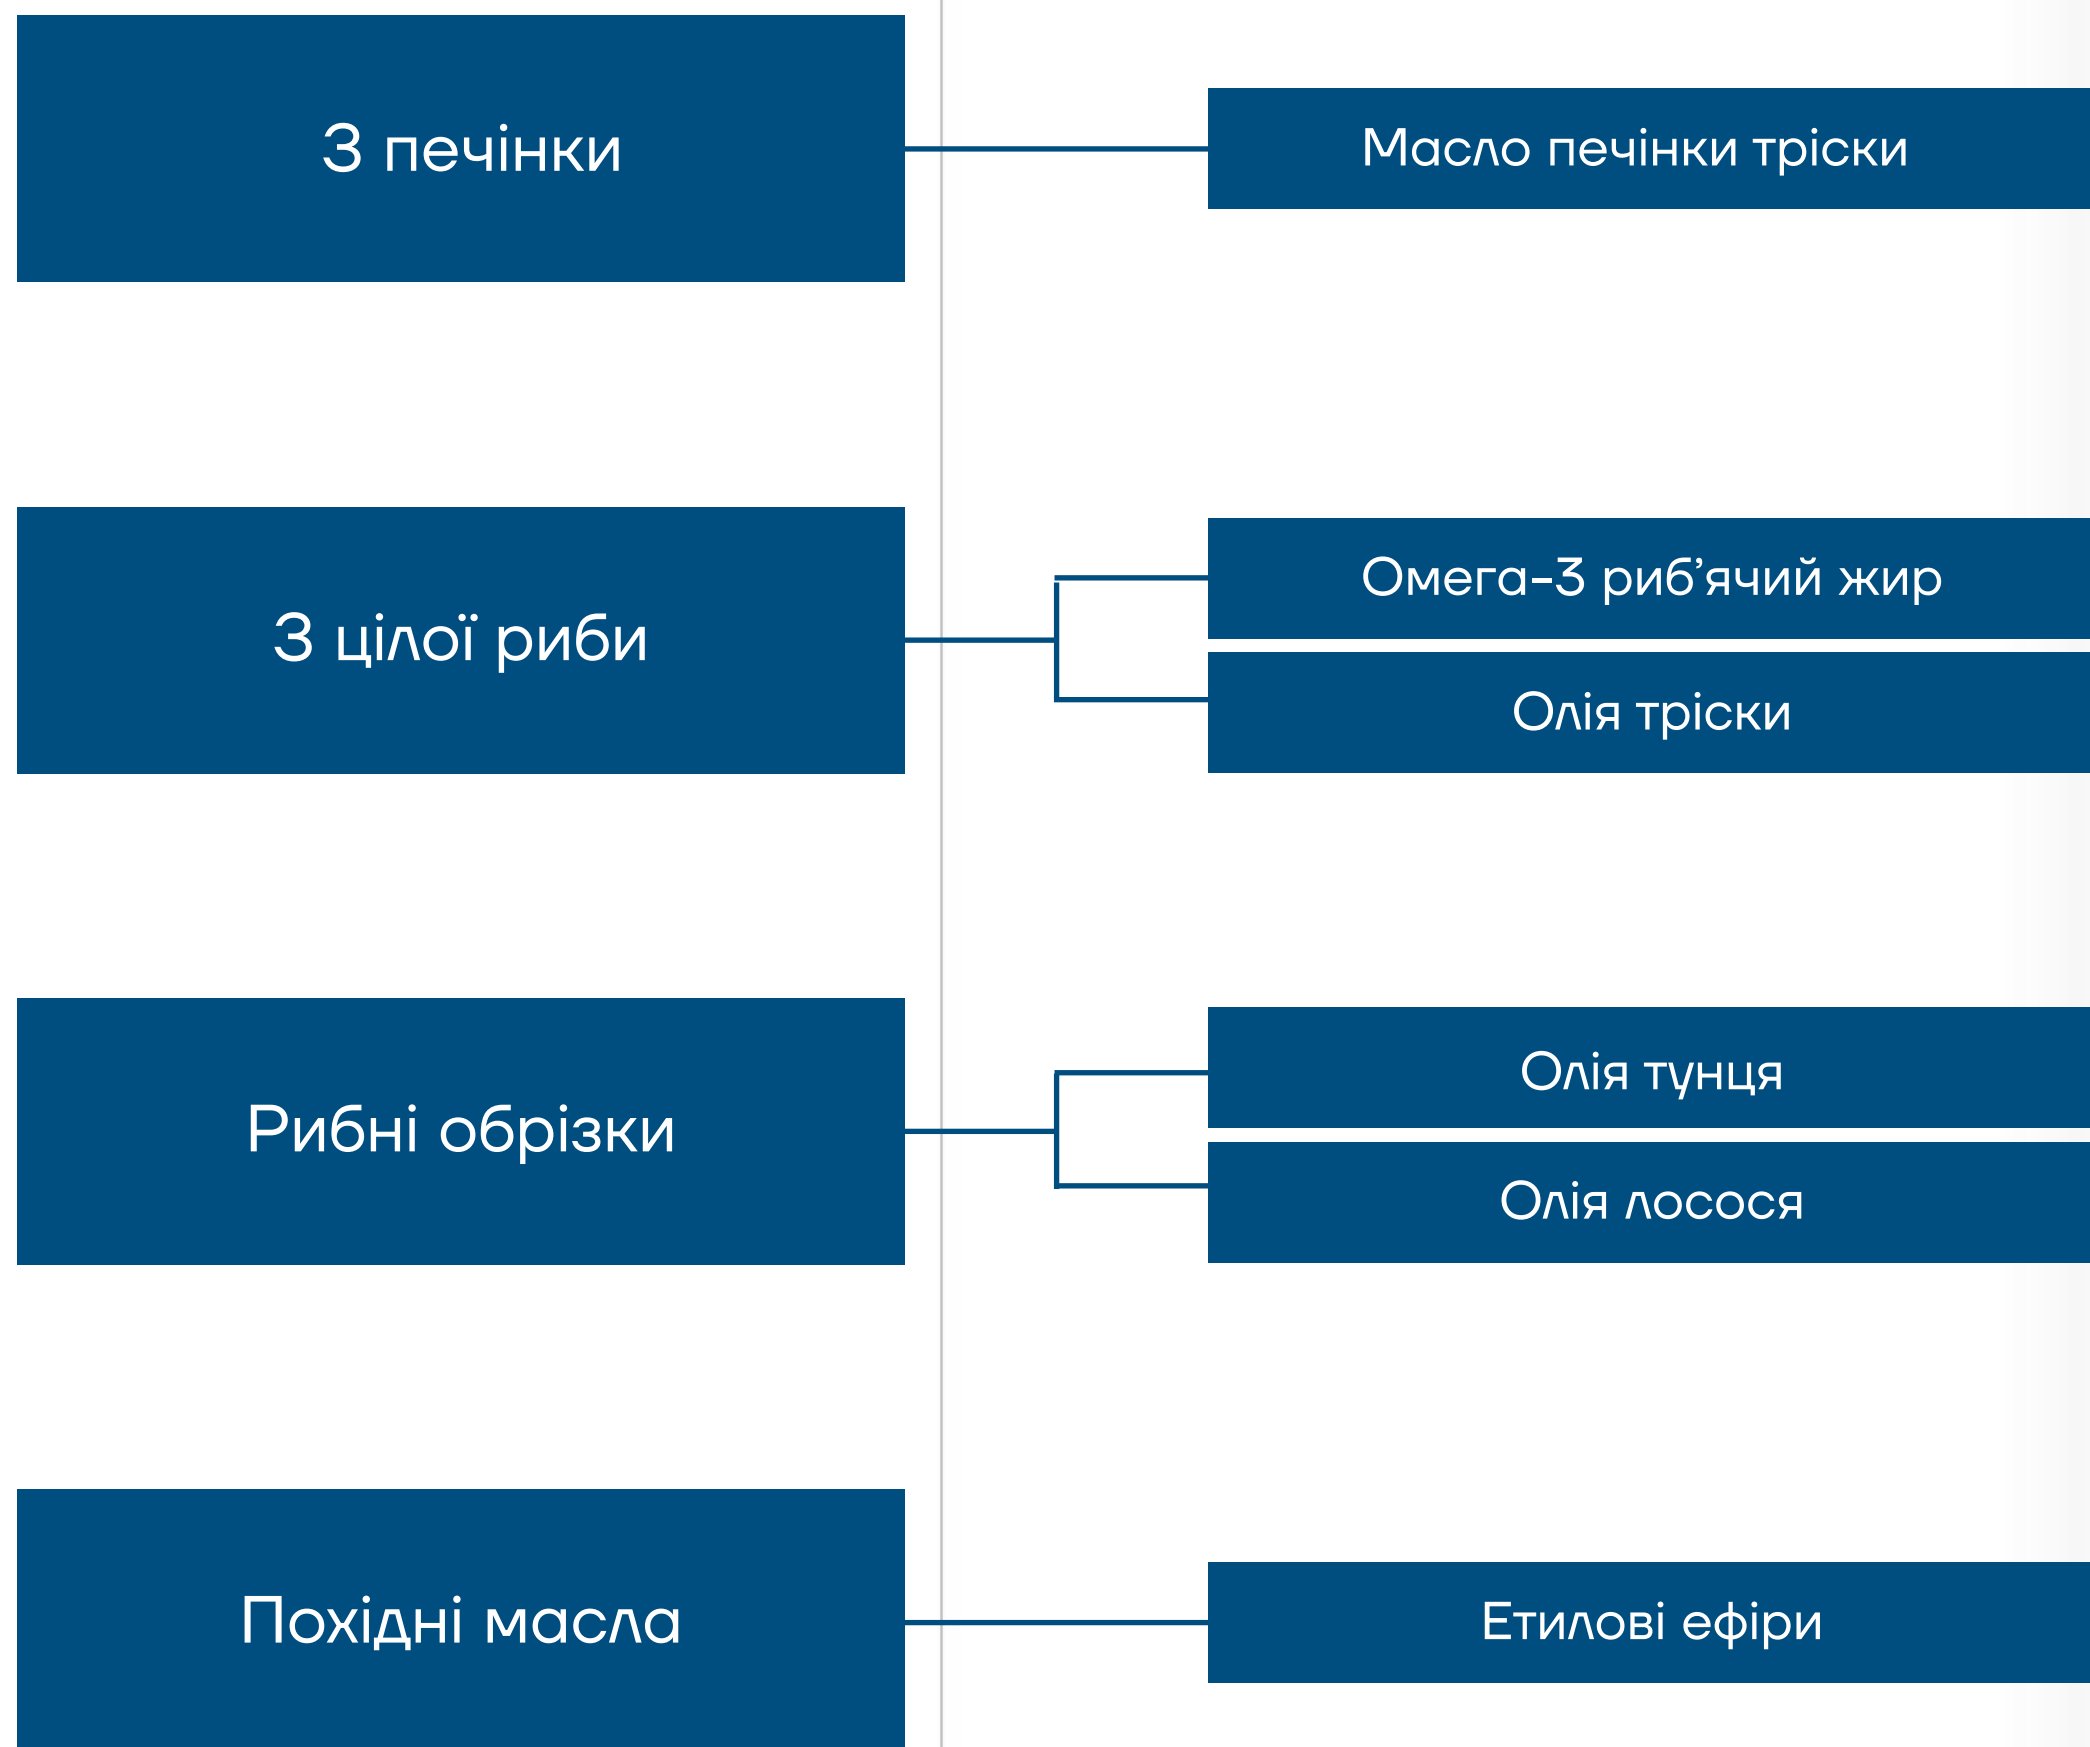 З печінки
Масло печінки тріски
З цілої риби
Омега-3 риб’ячий жир
Олія тріски
Рибні обрізки
Олія тунця
Олія лосося
Похідні масла
Етилові ефіри